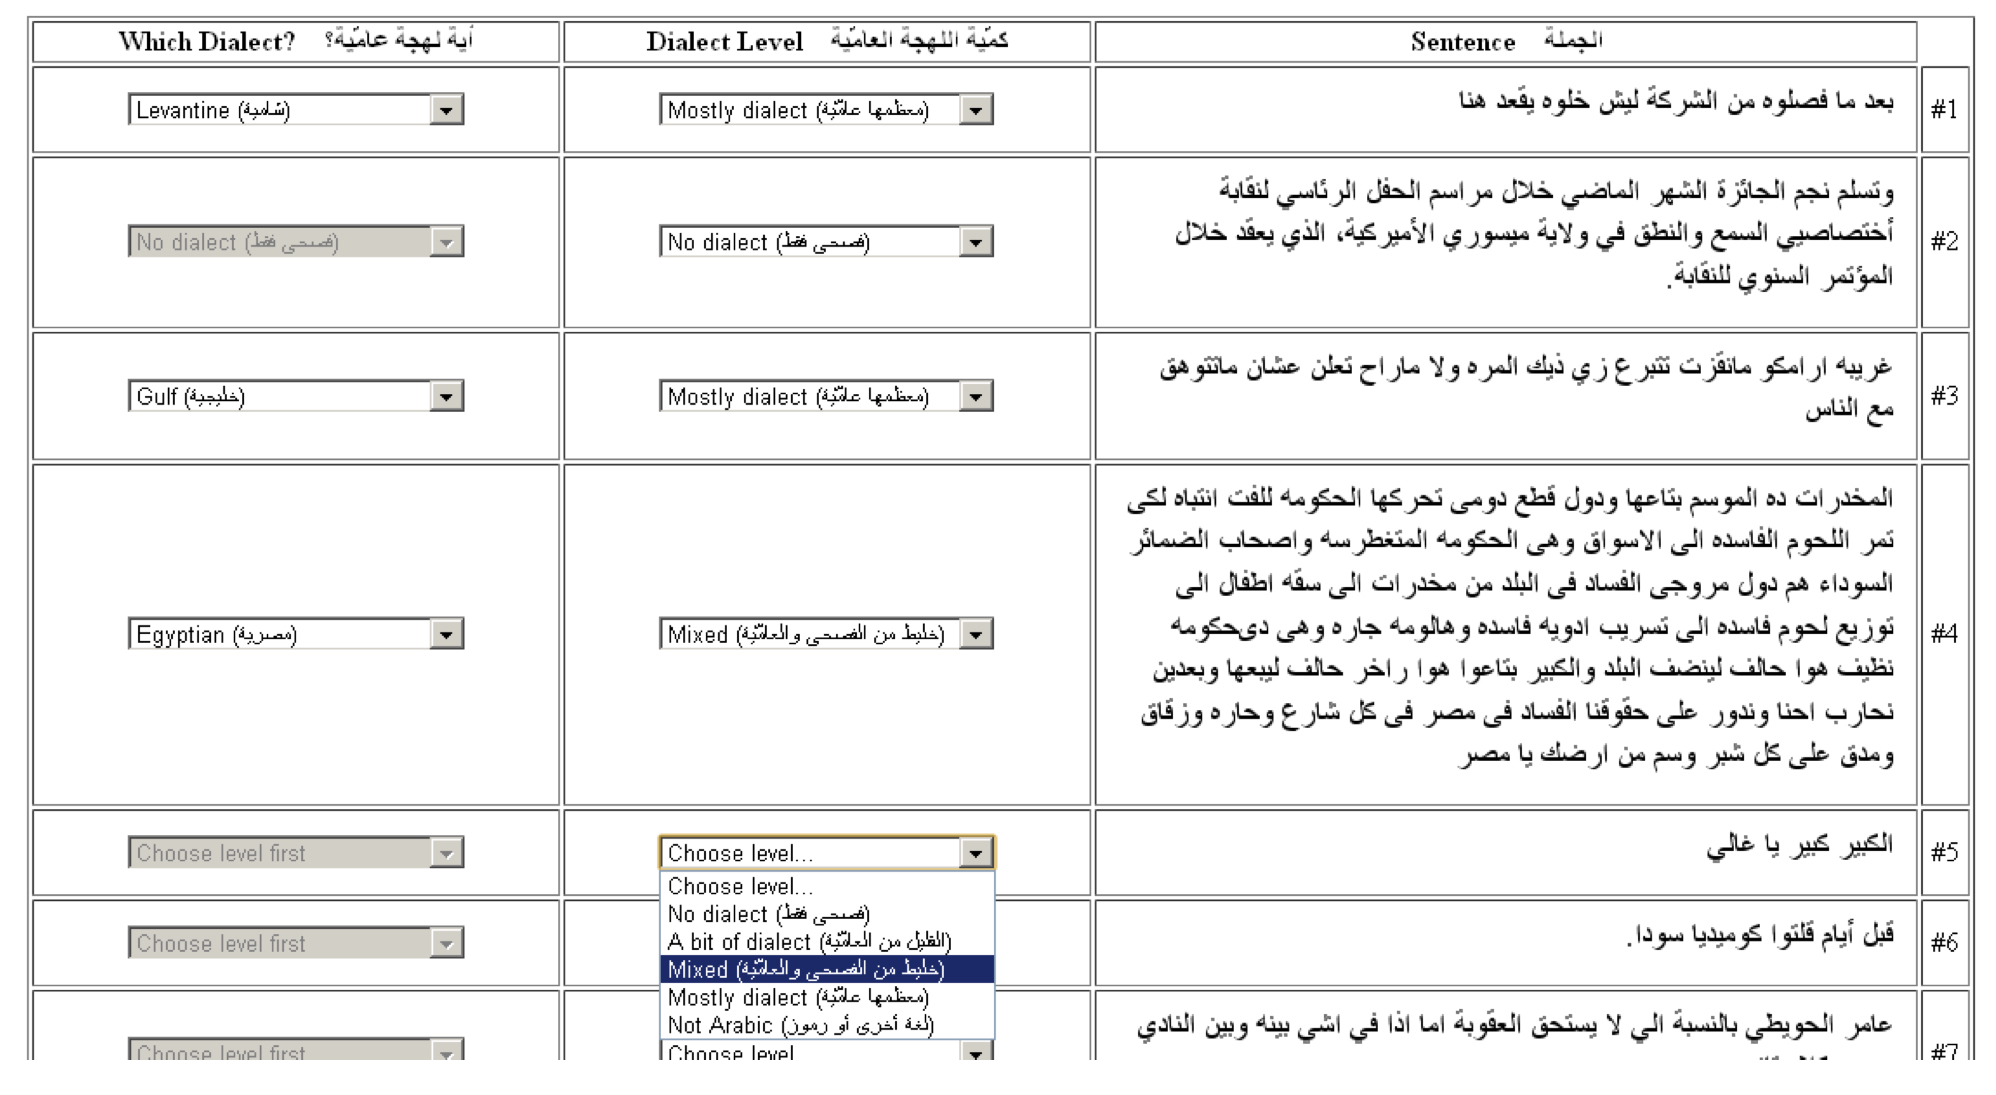 الجملة Sentence
كميّة اللهجة العاميّة Dialect Level
أية لهجة عاميّة؟ Which Dialect?
#1
بعد ما فصلوه من الشركة ليش خلوه يقعد هنا
Mostly dialect (معظمها عاميّة)
Levantine (شامية)
#2
وتسلم نجم الجائزة الشهر الماضي خلال مراسم الحفل الرئاسي لنقابة
أختصاصيي السمع والنطق في ولاية ميسوري الأميركية، الذي يعقد خلال
المؤتمر السنوي للنقابة.
No dialect (فصحى فقط)
No dialect (فصحى فقط)
#3
غريبه ارامكو مانقزت تتبرع زي ذيك المره ولا ماراح تعلن عشان ماتتوهق
مع الناس
Mostly dialect (معظمها عاميّة)
Gulf (خليجية)
#4
المخدرات ده الموسم بتاعها ودول قطع دومى تحركها الحكومه للفت انتباه لكى
تمر اللحوم الفاسده الى الاسواق وهى الحكومه المتغطرسه واصحاب الضمائر
السوداء هم دول مروجى الفساد فى البلد من مخدرات الى سقه اطفال الى
توزيع لحوم فاسده الى تسريب ادويه فاسده وهالومه جاره وهى دىحكومه
نظيف هوا حالف لينضف البلد والكبير بتاعوا هوا راخر حالف ليبعها وبعدين
نحارب احنا وندور على حقوقنا الفساد فى مصر فى كل شارع وحاره وزقاق
ومدق على كل شبر وسم من ارضك يا مصر
Mixed (خليط من الفصحى والعاميّة)
Egyptian (مصرية)
#5
الكبير كبير يا غالي
Choose level...
Choose level first
Choose level...
No dialect (فصحى فقط)
A bit of dialect (القليل من العاميّة)
Mixed (خليط من الفصحى والعاميّة)
Mostly dialect (معظمها عاميّة)
Not Arabic (لغة أخرى أو رموز)
#6
قبل أيام قلتوا كوميديا سودا.
Choose level first
#7
عامر الحويطي بالنسبة الي لا يستحق العقوبة اما اذا في اشي بينه وبين النادي
Choose level
Choose level first